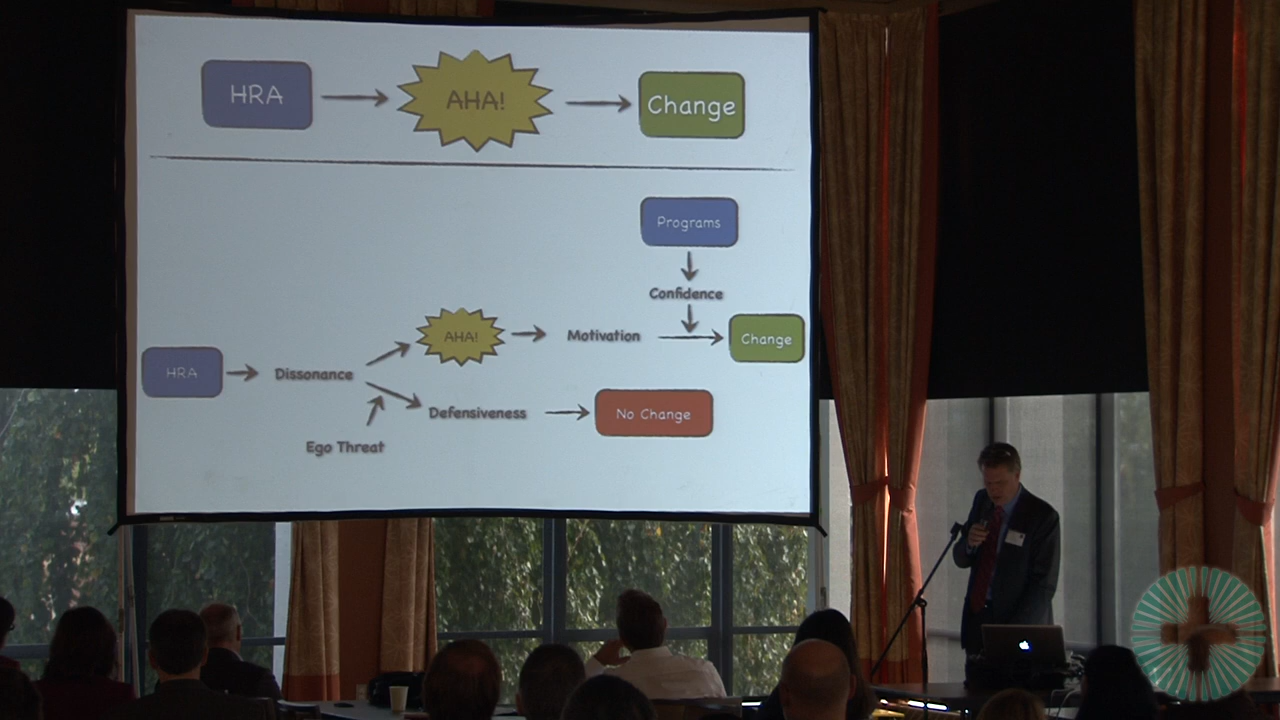 HRA
AHA!
Change
Programs
Confidence
AHA!
Motivation
Change
HRA
Dissonance
Defensiveness
No Change
Ego Threat